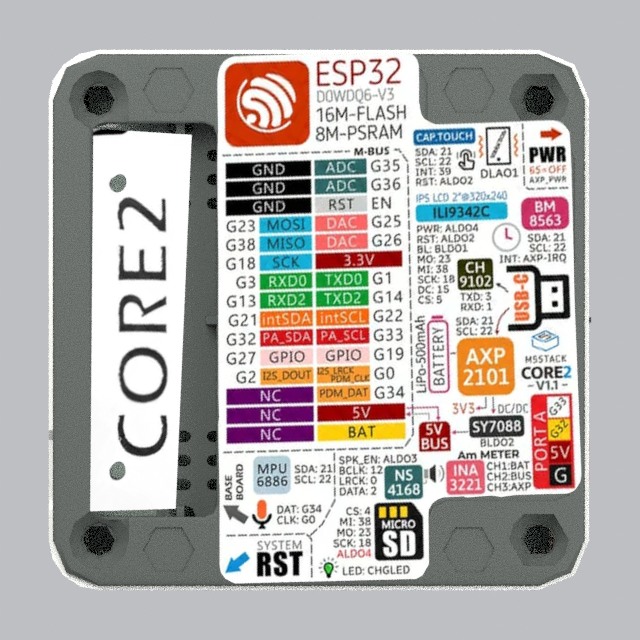 CORE2
ESP32
D0WDQ6-V3
16M-FLASH
8M-PSRAM
M-BUS
GND ADC G35
GND ADC G36
GND RST EN
G23 MOSI DAC G25
G38 MISO DAC G26
G18 SCK 3.3V
G3 RXD0 TXD0 G1
G13 RXD2 TXD2 G14
G21 intSDA intSCL G22
G32 PA_SDA PA_SCL G33
G27 GPIO GPIO G19
G2 I2S_DOUT I2S_LRCK PDM_CLK G0
NC PDM_DAT G34
NC 5V
NC BAT
CAP.TOUCH
SDA: 21
SCL: 22
INT: 39
RST: ALDO2
DLAO1
PWR
6S=OFF
AXP_PWR
IPS LCD 2"@320x240
ILI9342C
PWR: ALDO4
RST: ALDO2
BL: BLDO1
MO: 23
MI: 38
SCK: 18
DC: 15
CS: 5
BM
8563
SDA: 21
SCL: 22
INT: AXP-IRQ
CH
9102
TXD: 3
RXD: 1
USB-C
SDA: 21
SCL: 22
LiPo-500mAh
BATTERY
AXP
2101
M5STACK
CORE2
-V1.1-
3V3
DC/DC
5V
BUS
SY7088
BLDO2
PORT A
G33
G32
5V
G
Am METER
INA
3221
CH1:BAT
CH2:BUS
CH3:AXP
BASE
BOARD
MPU
6886
SDA: 21
SCL: 22
DAT: G34
CLK: G0
SPK_EN: ALDO3
BCLK: 12
LRCK: 0
DATA: 2
NS
4168
SYSTEM
RST
CS: 4
MI: 38
MO: 23
SCK: 18
ALDO4
MICRO
SD
LED: CHGLED